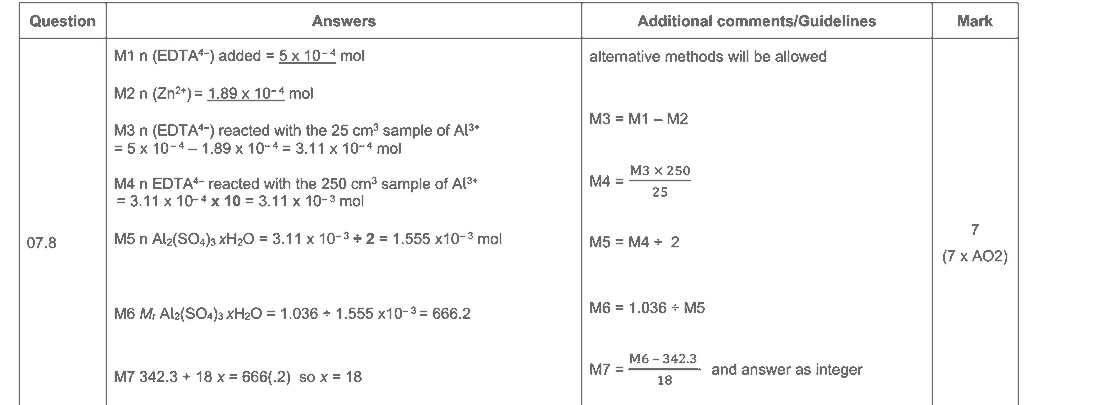 Question Answers Additional comments/Guidelines Mark
M1 n (EDTA⁴⁻) added = 5 x 10⁻⁴ mol
alternative methods will be allowed
M2 n (Zn²⁺) = 1.89 x 10⁻⁴ mol
M3 n (EDTA⁴⁻) reacted with the 25 cm³ sample of Al³⁺
= 5 x 10⁻⁴ – 1.89 x 10⁻⁴ = 3.11 x 10⁻⁴ mol
M3 = M1 – M2
M4 n EDTA⁴⁻ reacted with the 250 cm³ sample of Al³⁺
= 3.11 x 10⁻⁴ x 10 = 3.11 x 10⁻³ mol
M4 = M3 × 250
25
07.8
M5 n Al₂(SO₄)₃ xH₂O = 3.11 x 10⁻³ ÷ 2 = 1.555 x10⁻³ mol
M5 = M4 ÷ 2
7
(7 x AO2)
M6 Mᵣ Al₂(SO₄)₃ xH₂O = 1.036 ÷ 1.555 x10⁻³ = 666.2
M6 = 1.036 ÷ M5
M7 342.3 + 18 x = 666(.2) so x = 18
M7 = M6 – 342.3 and answer as integer
18